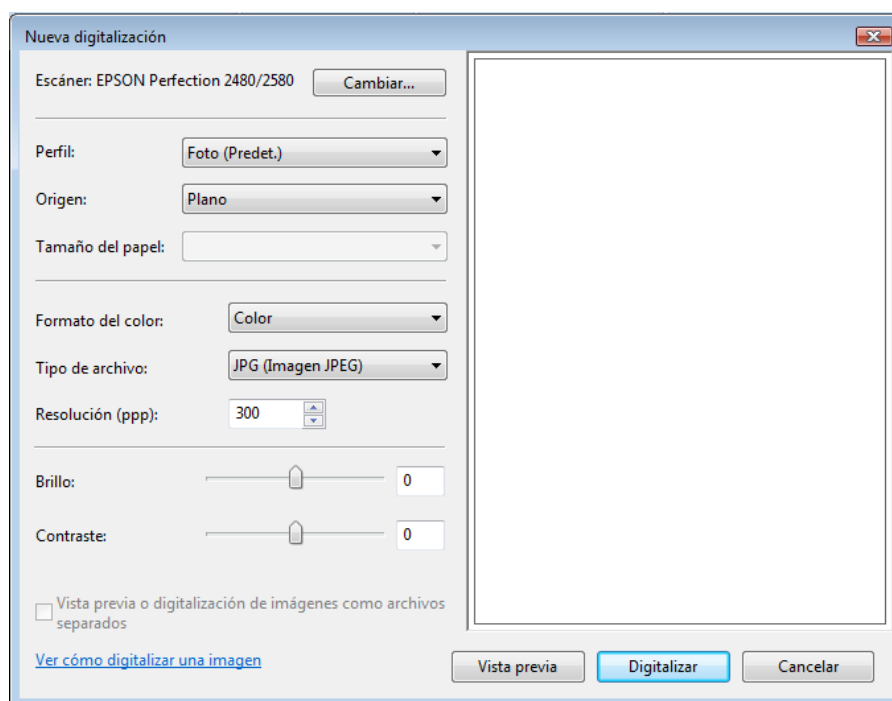 Nueva digitalización
Escáner: EPSON Perfection 2480/2580
Cambiar...
Perfil:
Foto (Predet.)
Origen:
Plano
Tamaño del papel:
Formato del color:
Color
Tipo de archivo:
JPG (Imagen JPEG)
Resolución (ppp):
300
Brillo:
0
Contraste:
0
Vista previa o digitalización de imágenes como archivos
separados
Ver cómo digitalizar una imagen
Vista previa
Digitalizar
Cancelar